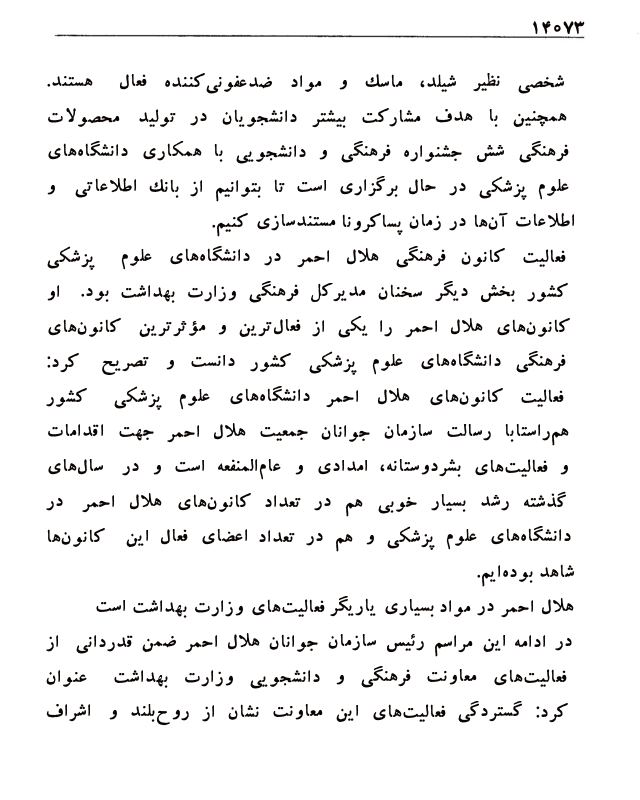 ۱۴۰۷۳
شخصی نظیر شیلد، ماسك و مواد ضدعفونی‌کننده فعال هستند.
همچنین با هدف مشارکت بیشتر دانشجویان در تولید محصولات
فرهنگی شش جشنواره فرهنگی و دانشجویی با همکاری دانشگاه‌های
علوم پزشکی در حال برگزاری است تا بتوانیم از بانك اطلاعاتی و
اطلاعات آن‌ها در زمان پساکرونا مستندسازی کنیم.
فعالیت کانون فرهنگی هلال احمر در دانشگاه‌های علوم پزشکی
کشور بخش دیگر سخنان مدیرکل فرهنگی وزارت بهداشت بود. او
کانون‌های هلال احمر را یکی از فعال‌ترین و مؤثرترین کانون‌های
فرهنگی دانشگاه‌های علوم پزشکی کشور دانست و تصریح کرد:
فعالیت کانون‌های هلال احمر دانشگاه‌های علوم پزشکی کشور
هم‌راستابا رسالت سازمان جوانان جمعیت هلال احمر جهت اقدامات
و فعالیت‌های بشردوستانه، امدادی و عام‌المنفعه است و در سال‌های
گذشته رشد بسیار خوبی هم در تعداد کانون‌های هلال احمر در
دانشگاه‌های علوم پزشکی و هم در تعداد اعضای فعال این کانون‌ها
شاهد بوده‌ایم.
هلال احمر در مواد بسیاری یاریگر فعالیت‌های وزارت بهداشت است
در ادامه این مراسم رئیس سازمان جوانان هلال احمر ضمن قدردانی از
فعالیت‌های معاونت فرهنگی و دانشجویی وزارت بهداشت عنوان
کرد: گستردگی فعالیت‌های این معاونت نشان از روح‌بلند و اشراف